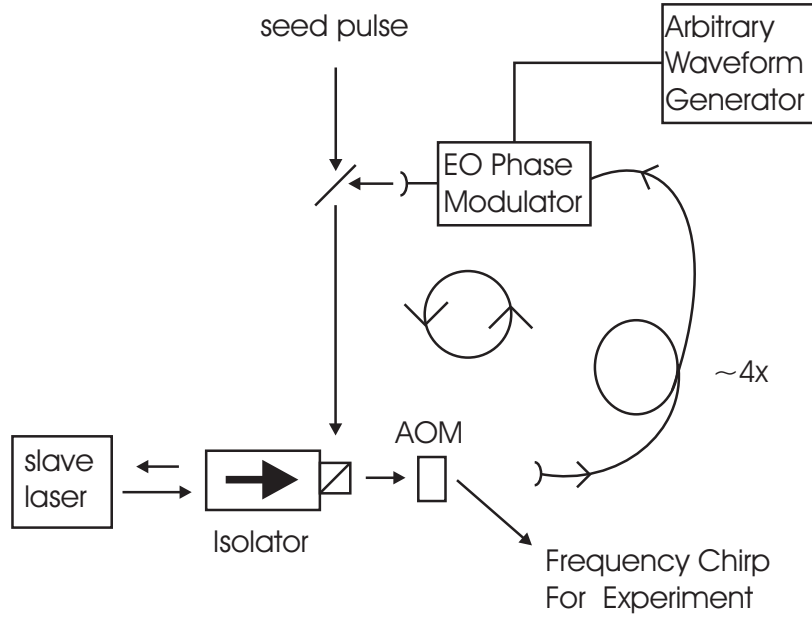 seed pulse
Arbitrary
Waveform
Generator
EO Phase
Modulator
~4x
AOM
slave
laser
Isolator
Frequency Chirp
For Experiment